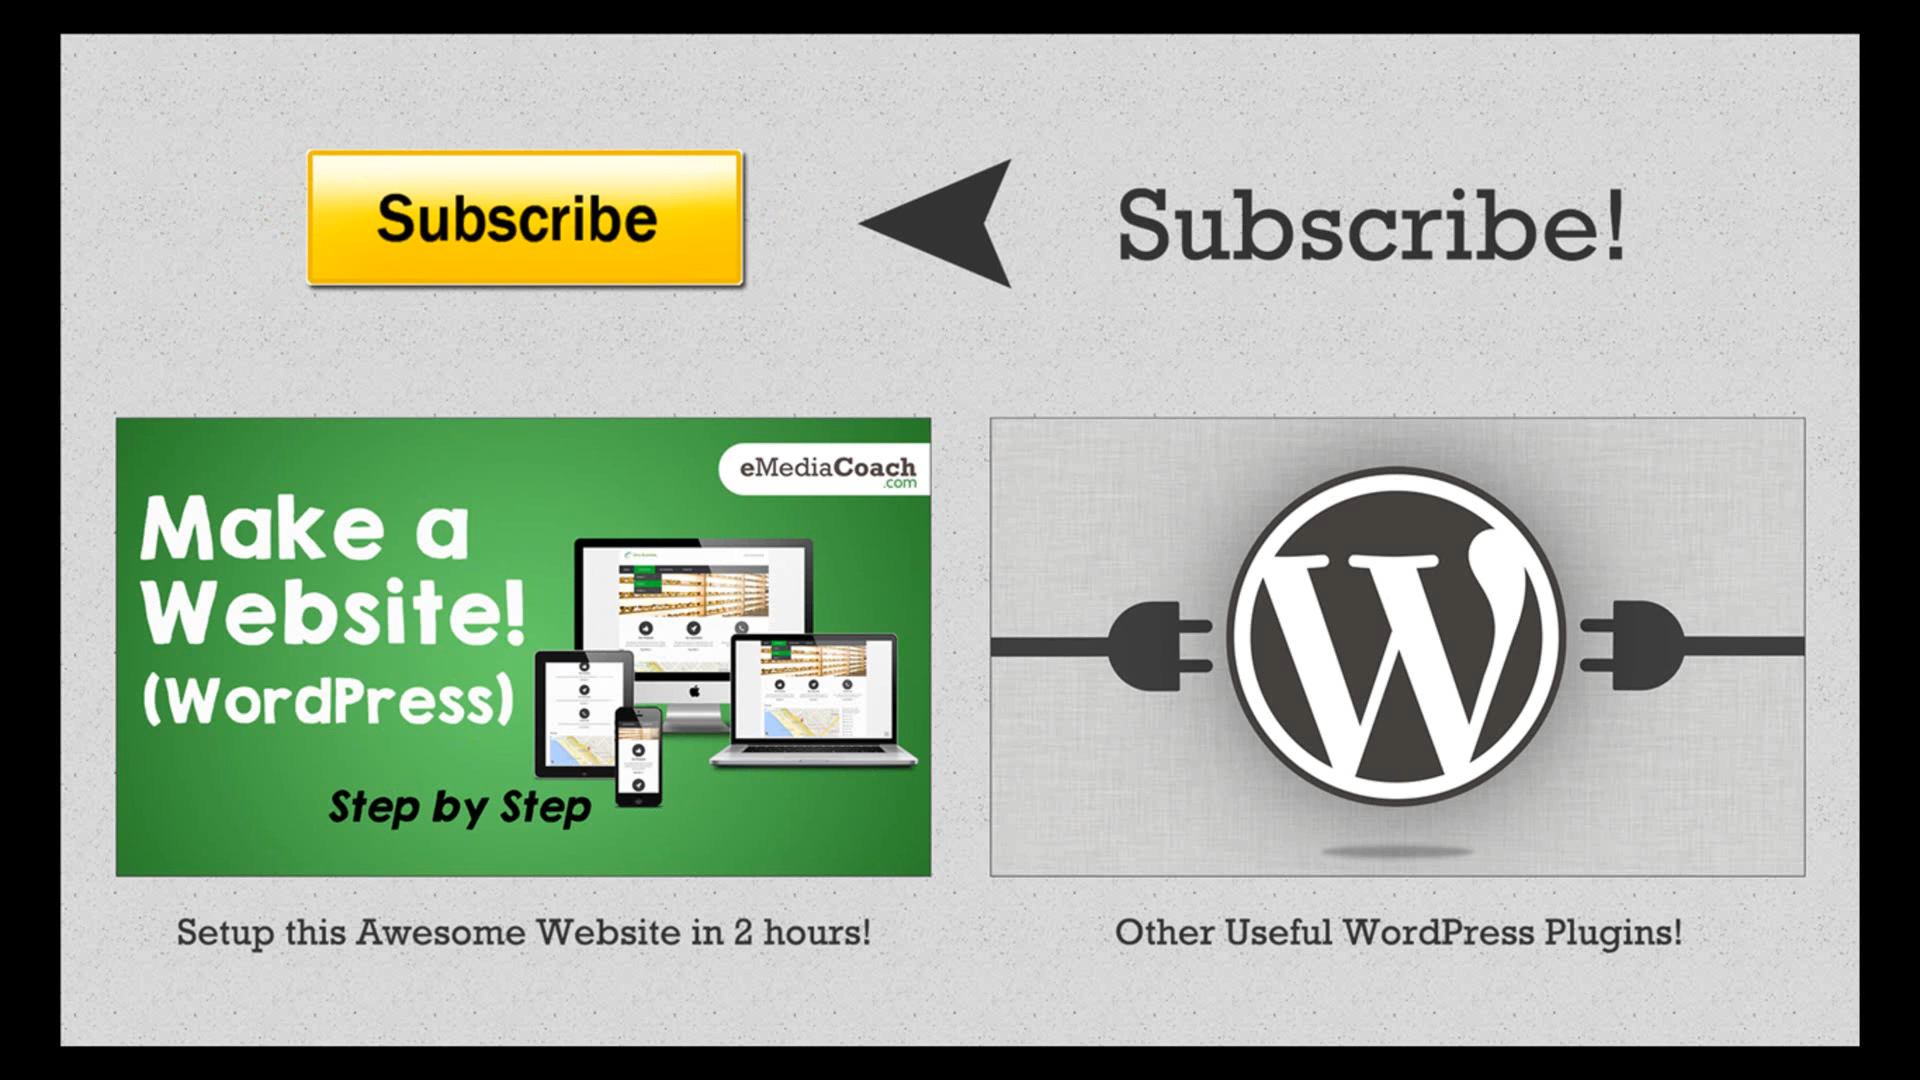 Subscribe
Subscribe!
eMediaCoach
.com
Make a
Website!
(WordPress)
Step by Step
Setup this Awesome Website in 2 hours!
Other Useful WordPress Plugins!